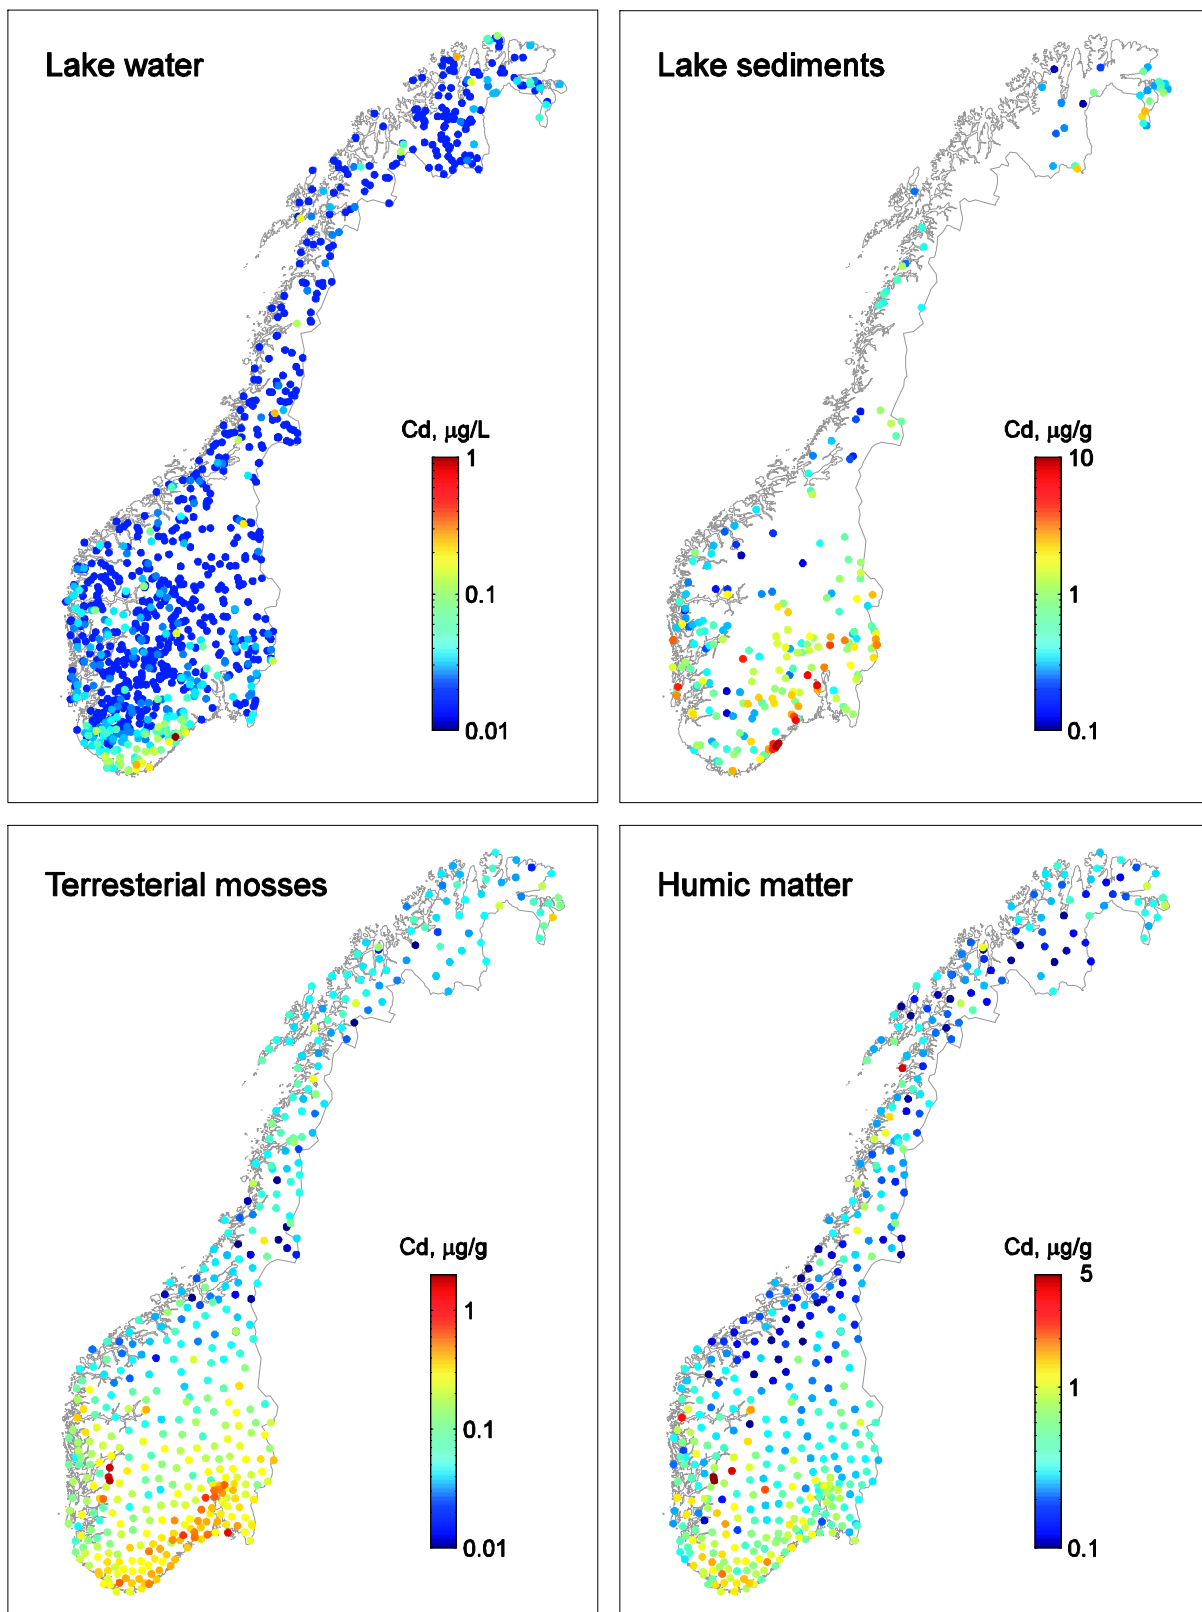 Lake water
Cd, µg/L
1
0.1
0.01
Lake sediments
Cd, µg/g
10
1
0.1
Terresterial mosses
Cd, µg/g
1
0.1
0.01
Humic matter
Cd, µg/g
5
1
0.1